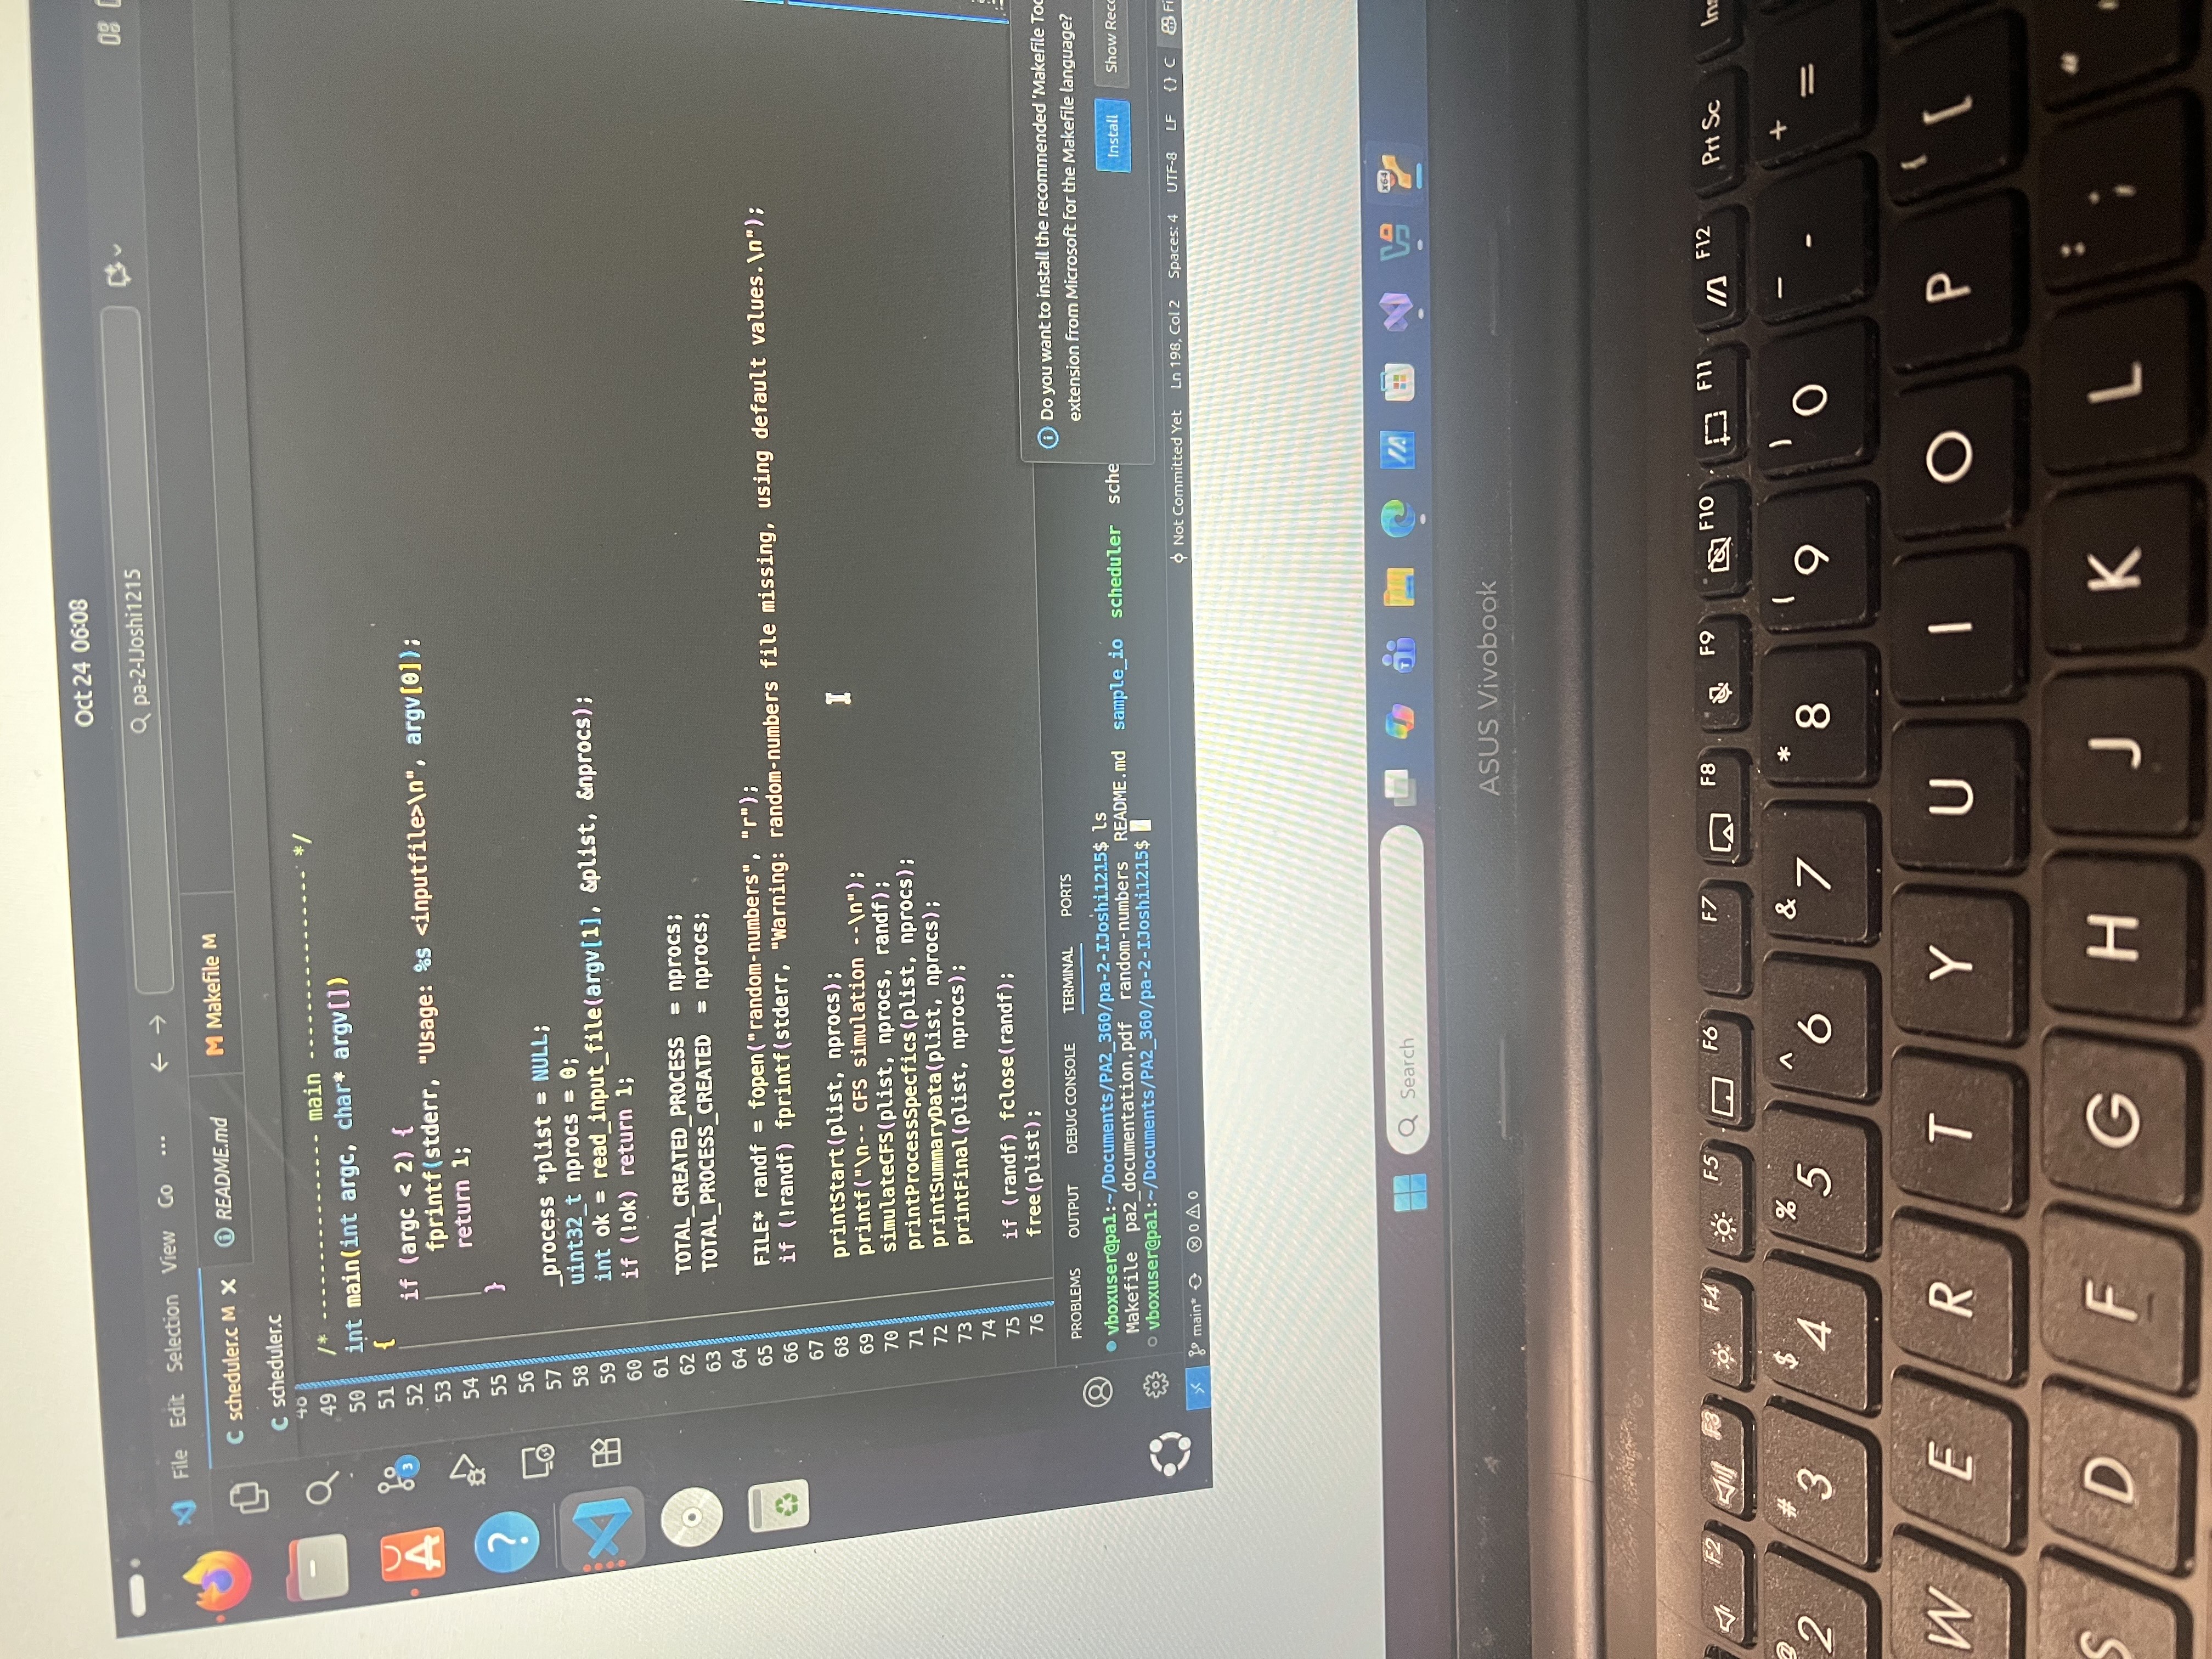 Oct 24 06:08
File Edit Selection View Go ...
pa-2-IJoshi1215
C scheduler.c M X
README.md
M Makefile M
C scheduler.c
48
49 /* ---------------- main ---------------- */
50 int main(int argc, char* argv[])
51 {
52 if (argc < 2) {
53 fprintf(stderr, "Usage: %s <inputfile>\n", argv[0]);
54 return 1;
55 }
56
57 _process *plist = NULL;
58 uint32_t nprocs = 0;
59 int ok = read_input_file(argv[1], &plist, &nprocs);
60 if (!ok) return 1;
61
62 TOTAL_CREATED_PROCESS = nprocs;
63 TOTAL_PROCESS_CREATED = nprocs;
64
65 FILE* randf = fopen("random-numbers", "r");
66 if (!randf) fprintf(stderr, "Warning: random-numbers file missing, using default values.\n");
67
68 printStart(plist, nprocs);
69 printf("\n-- CFS simulation --\n");
70 simulateCFS(plist, nprocs, randf);
71 printProcessSpecfics(plist, nprocs);
72 printSummaryData(plist, nprocs);
73 printFinal(plist, nprocs);
74
75 if (randf) fclose(randf);
76 free(plist);
3
PROBLEMS OUTPUT DEBUG CONSOLE TERMINAL PORTS
vboxuser@pa1:~/Documents/PA2_360/pa-2-IJoshi1215$ ls
Makefile pa2_documentation.pdf random-numbers README.md sample_io scheduler sche
vboxuser@pa1:~/Documents/PA2_360/pa-2-IJoshi1215$
Do you want to install the recommended 'Makefile Too
extension from Microsoft for the Makefile language?
Install Show Reco
main* 0 0 Not Committed Yet Ln 198, Col 2 Spaces: 4 UTF-8 LF {} C Fi
Search
x64
ASUS Vivobook
F2 F3 F4 F5 F6 F7 F8 F9 F10 F11 F12 Prt Sc Ins
@ # $ % ^ & * ( ) _ +
2 3 4 5 6 7 8 9 0 - =
W E R T Y U I O P { [
S D F G H J K L : ; "